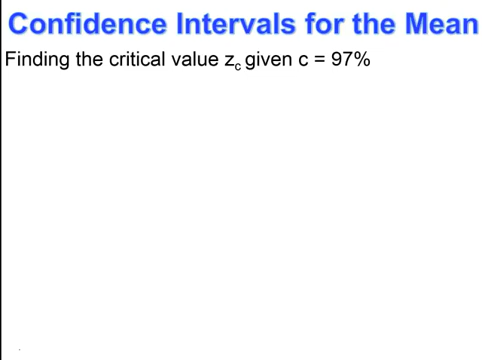 Confidence Intervals for the Mean
Finding the critical value zc given c = 97%